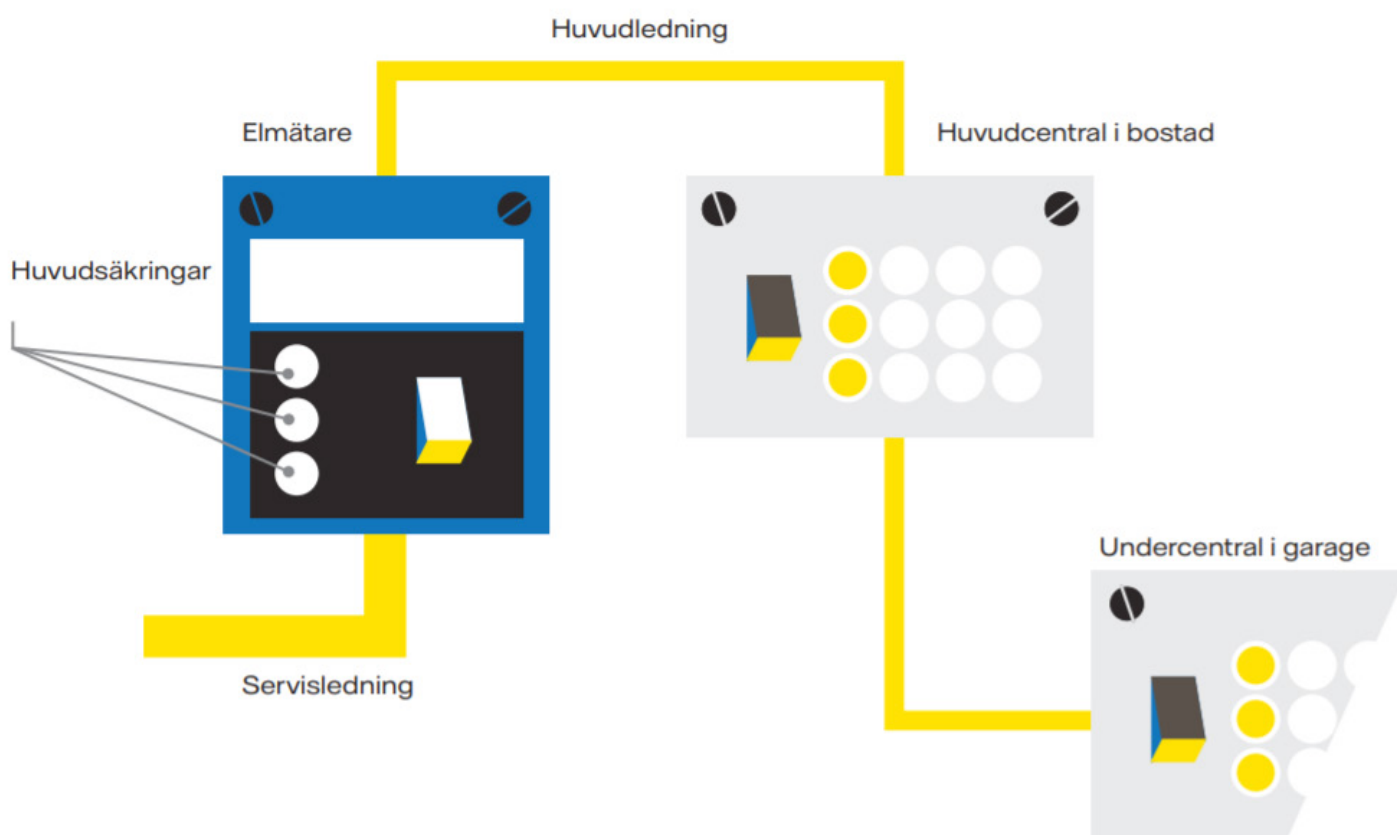 Huvudledning
Elmätare
Huvudcentral i bostad
Huvudsäkringar
Undercentral i garage
Servisledning